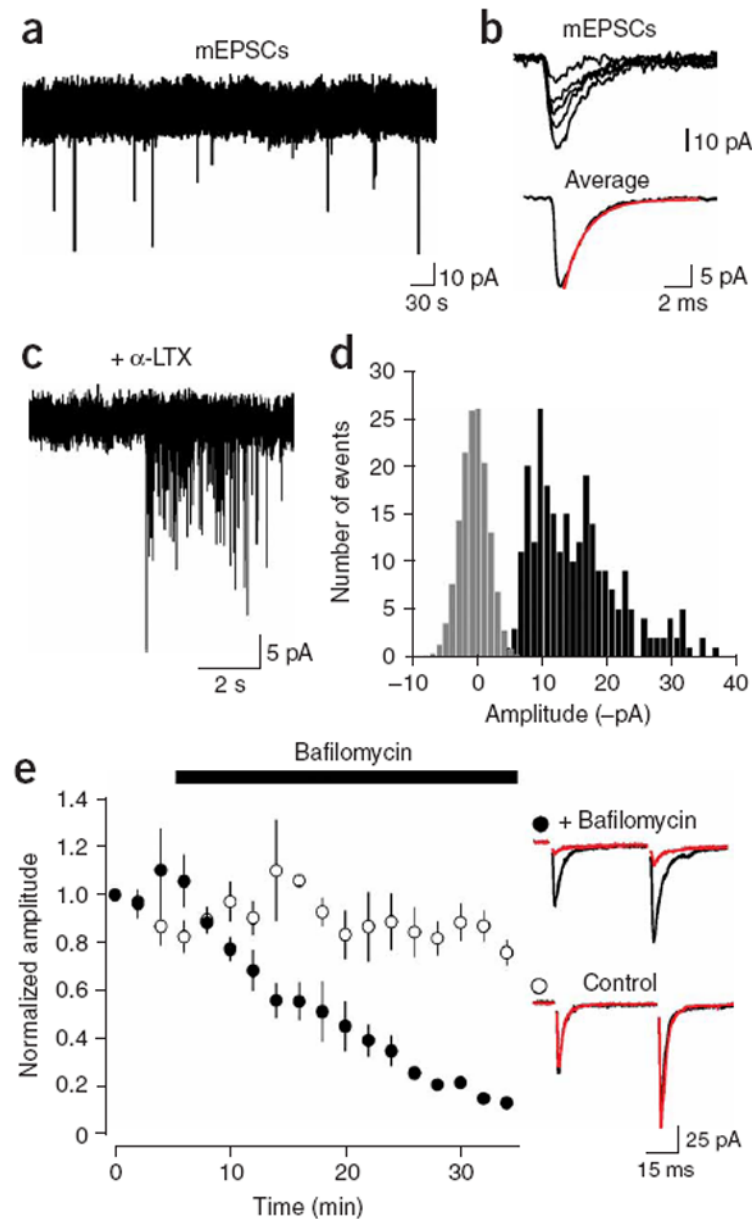 a
mEPSCs
10 pA
30 s
b
mEPSCs
10 pA
Average
5 pA
2 ms
c
+ α-LTX
5 pA
2 s
d
Number of events
30
25
20
15
10
5
0
–10 0 10 20 30 40
Amplitude (–pA)
e
Bafilomycin
Normalized amplitude
1.4
1.2
1.0
0.8
0.6
0.4
0.2
0
0 10 20 30
Time (min)
+ Bafilomycin
Control
25 pA
15 ms